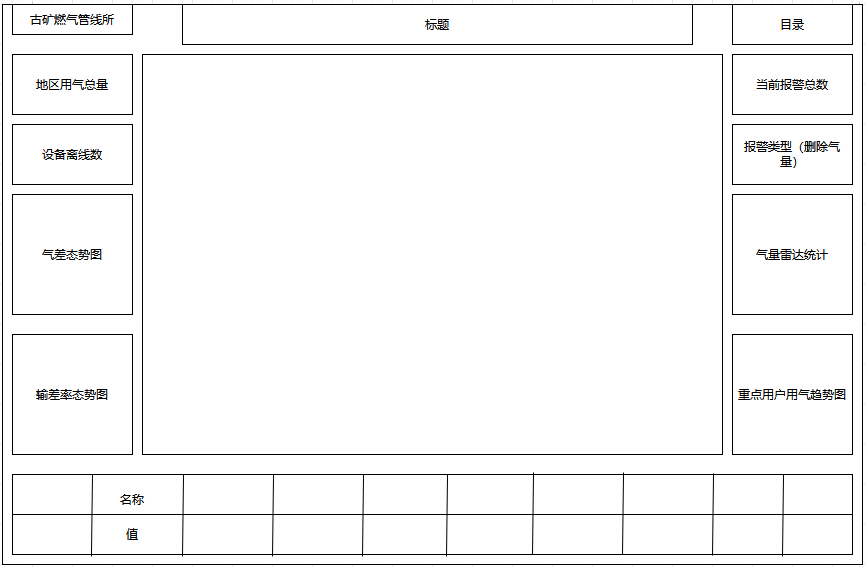 古矿燃气管线所
标题
目录
地区用气总量
当前报警总数
设备离线数
报警类型（删除气
量）
气差态势图
气量雷达统计
输差率态势图
重点用户用气趋势图
名称
值